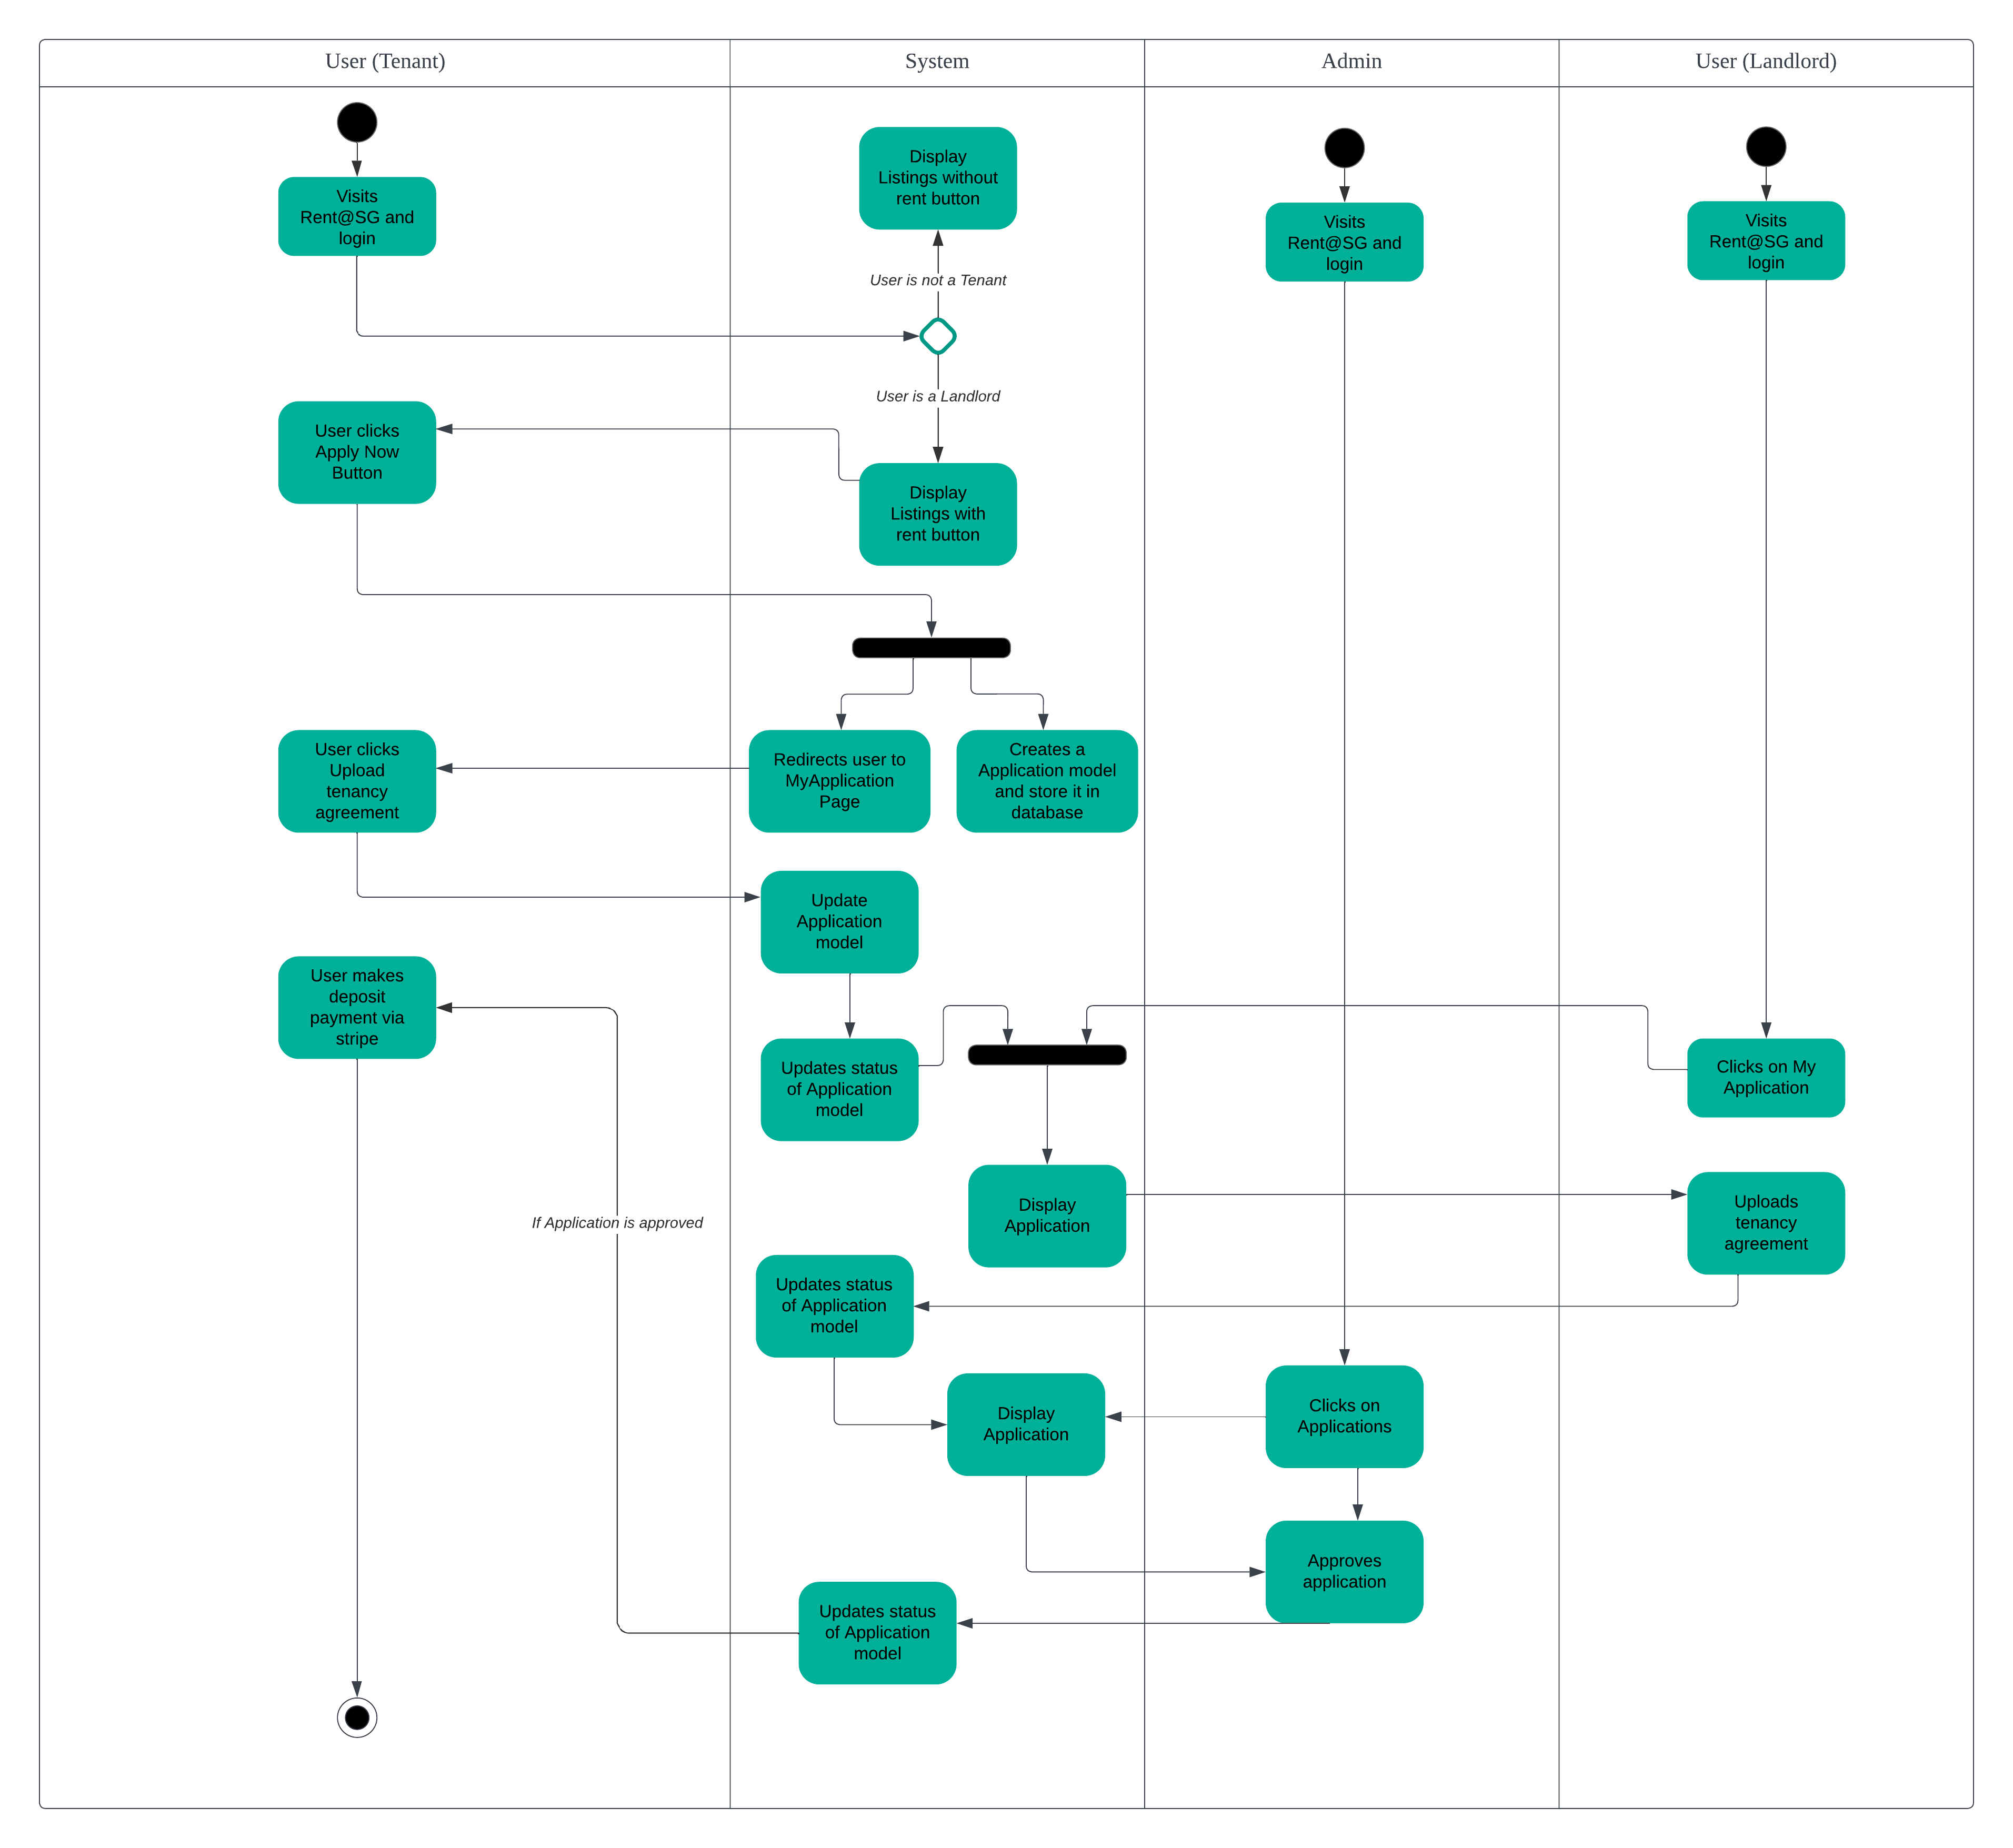 User (Tenant)
System
Admin
User (Landlord)
Visits
Rent@SG and
login
Display
Listings without
rent button
Visits
Rent@SG and
login
Visits
Rent@SG and
login
User is not a Tenant
User is a Landlord
User clicks
Apply Now
Button
Display
Listings with
rent button
User clicks
Upload
tenancy
agreement
Redirects user to
MyApplication
Page
Creates a
Application model
and store it in
database
Update
Application
model
User makes
deposit
payment via
stripe
Updates status
of Application
model
Clicks on My
Application
Display
Application
Uploads
tenancy
agreement
If Application is approved
Updates status
of Application
model
Display
Application
Clicks on
Applications
Approves
application
Updates status
of Application
model